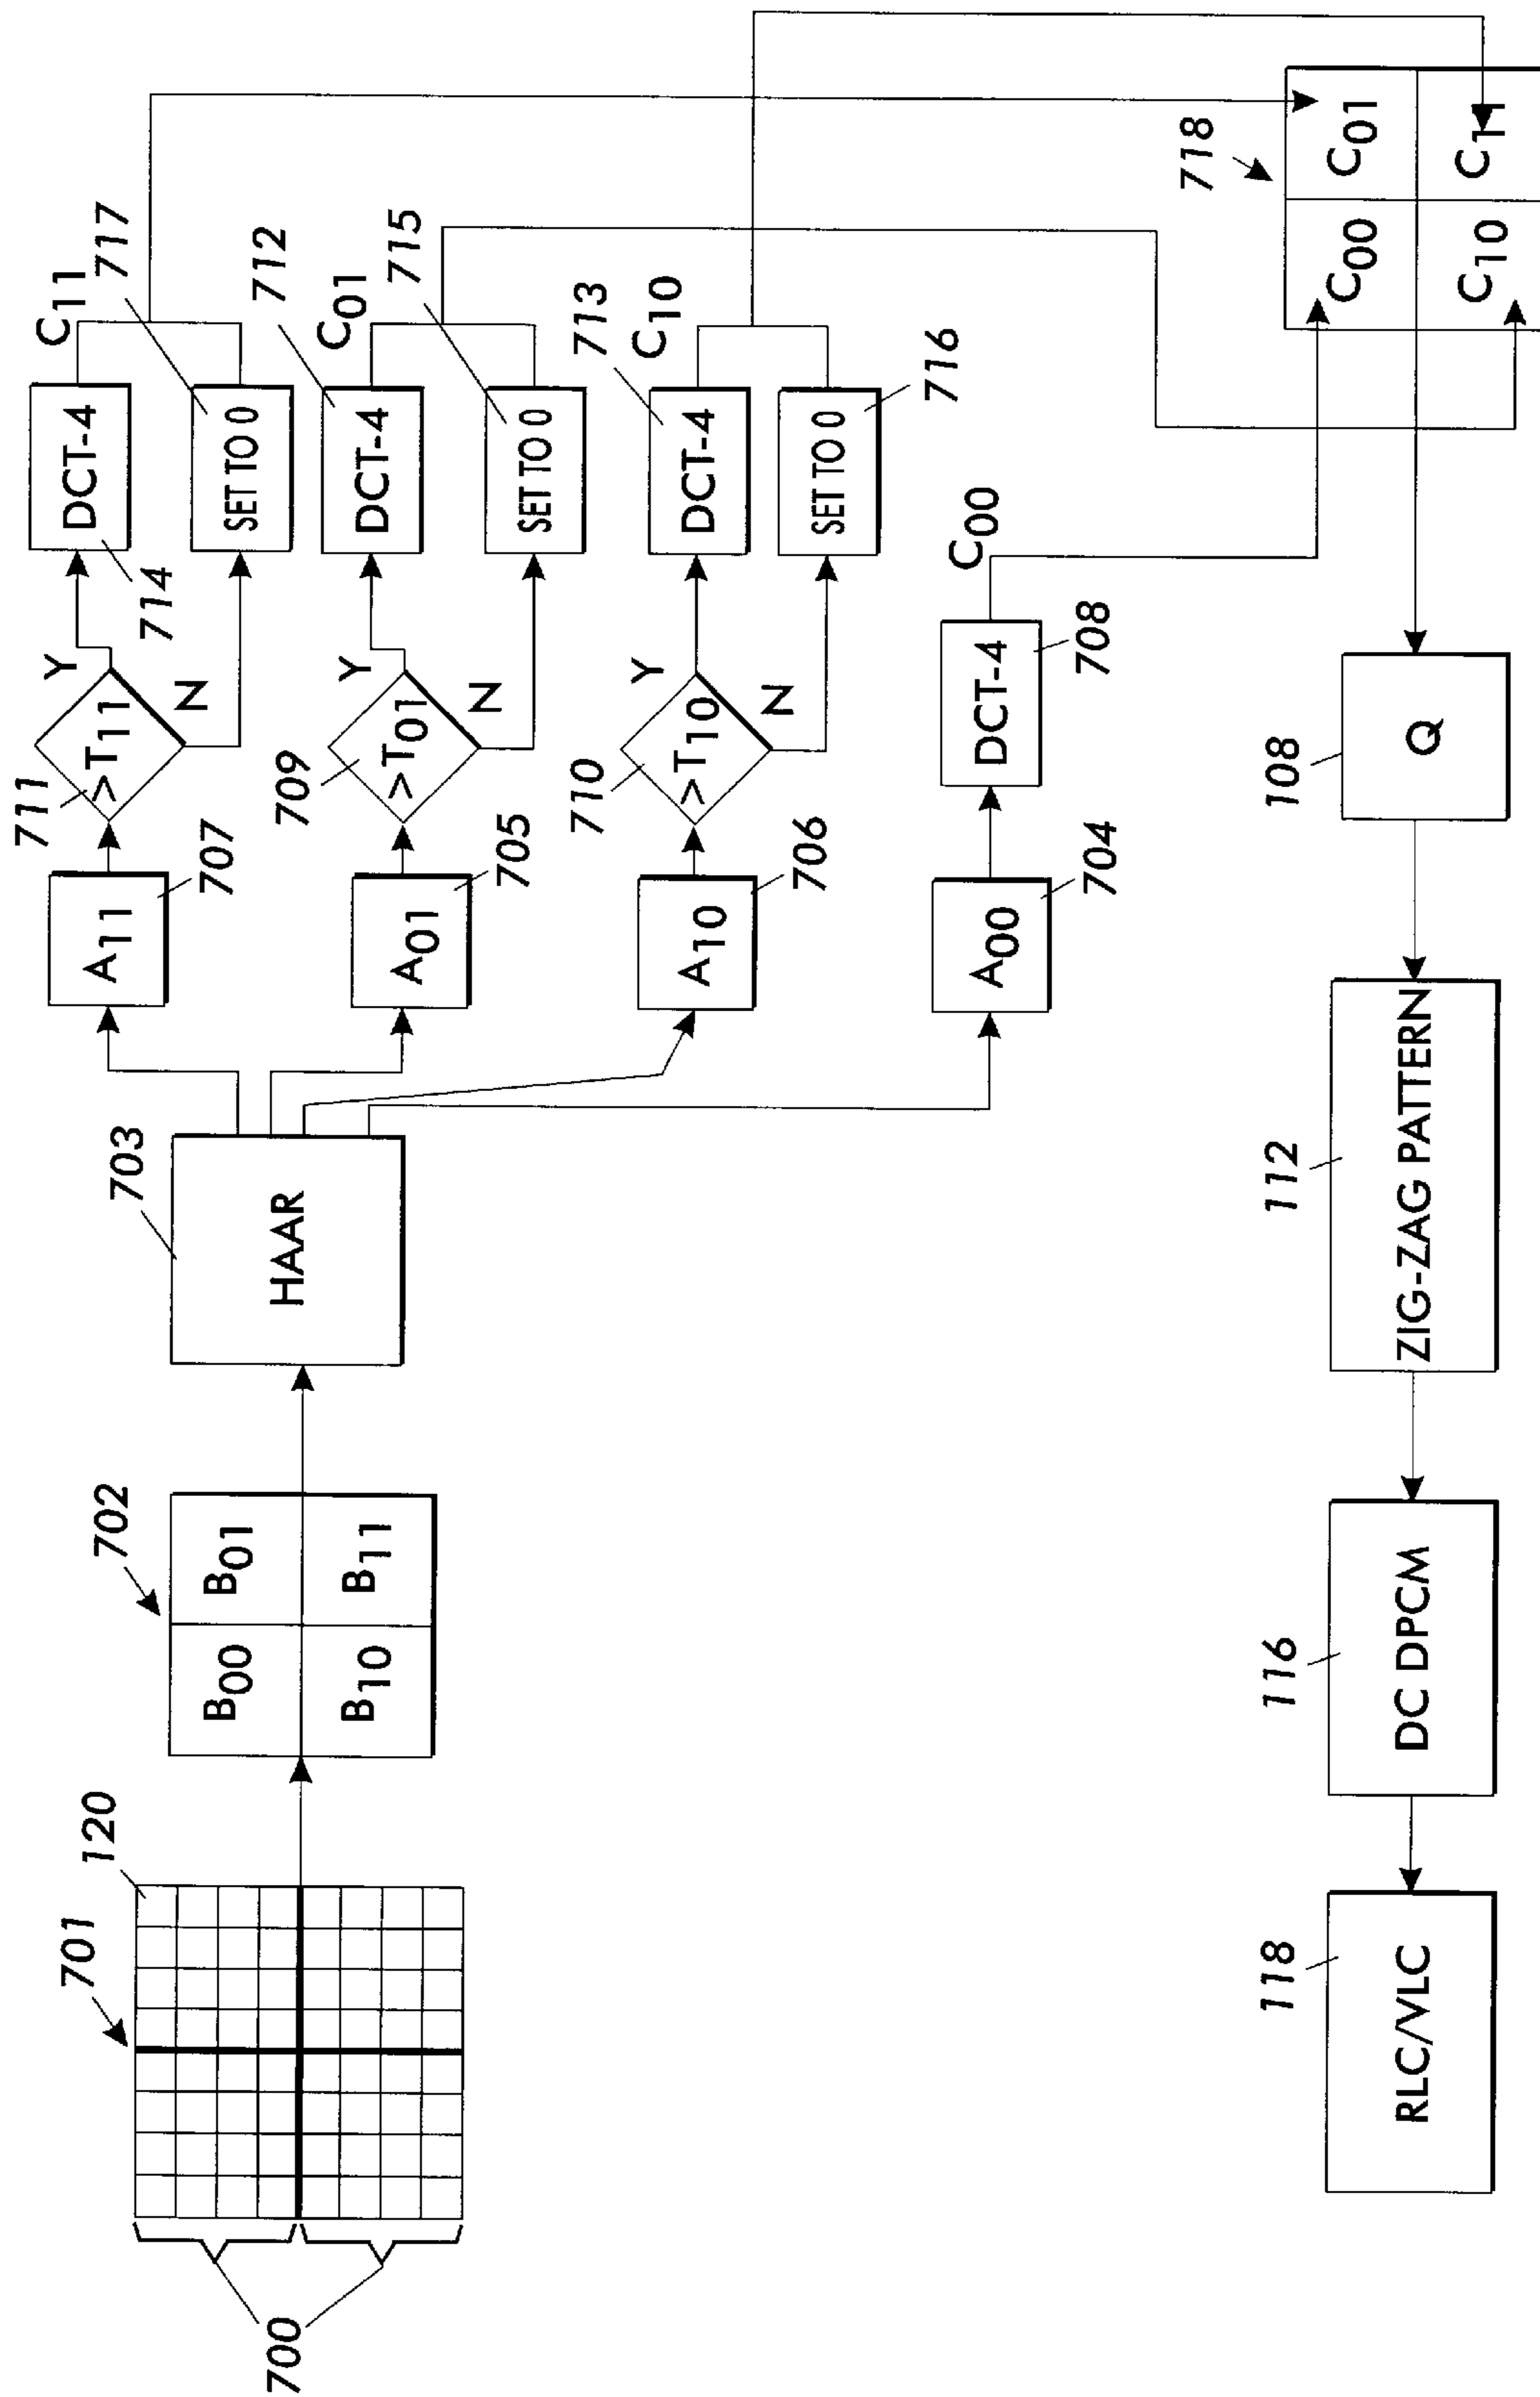 700
701
120
702
B00
B01
B10
B11
703
HAAR
A11
707
711
>T11
Y
N
714
DCT-4
C11
717
SET TO 0
A01
705
709
>T01
Y
N
712
DCT-4
C01
715
SET TO 0
A10
706
710
>T10
Y
N
713
DCT-4
C10
716
SET TO 0
A00
704
DCT-4
708
C00
718
C00
C01
C10
C11
108
Q
112
ZIG-ZAG PATTERN
116
DC DPCM
118
RLC/VLC